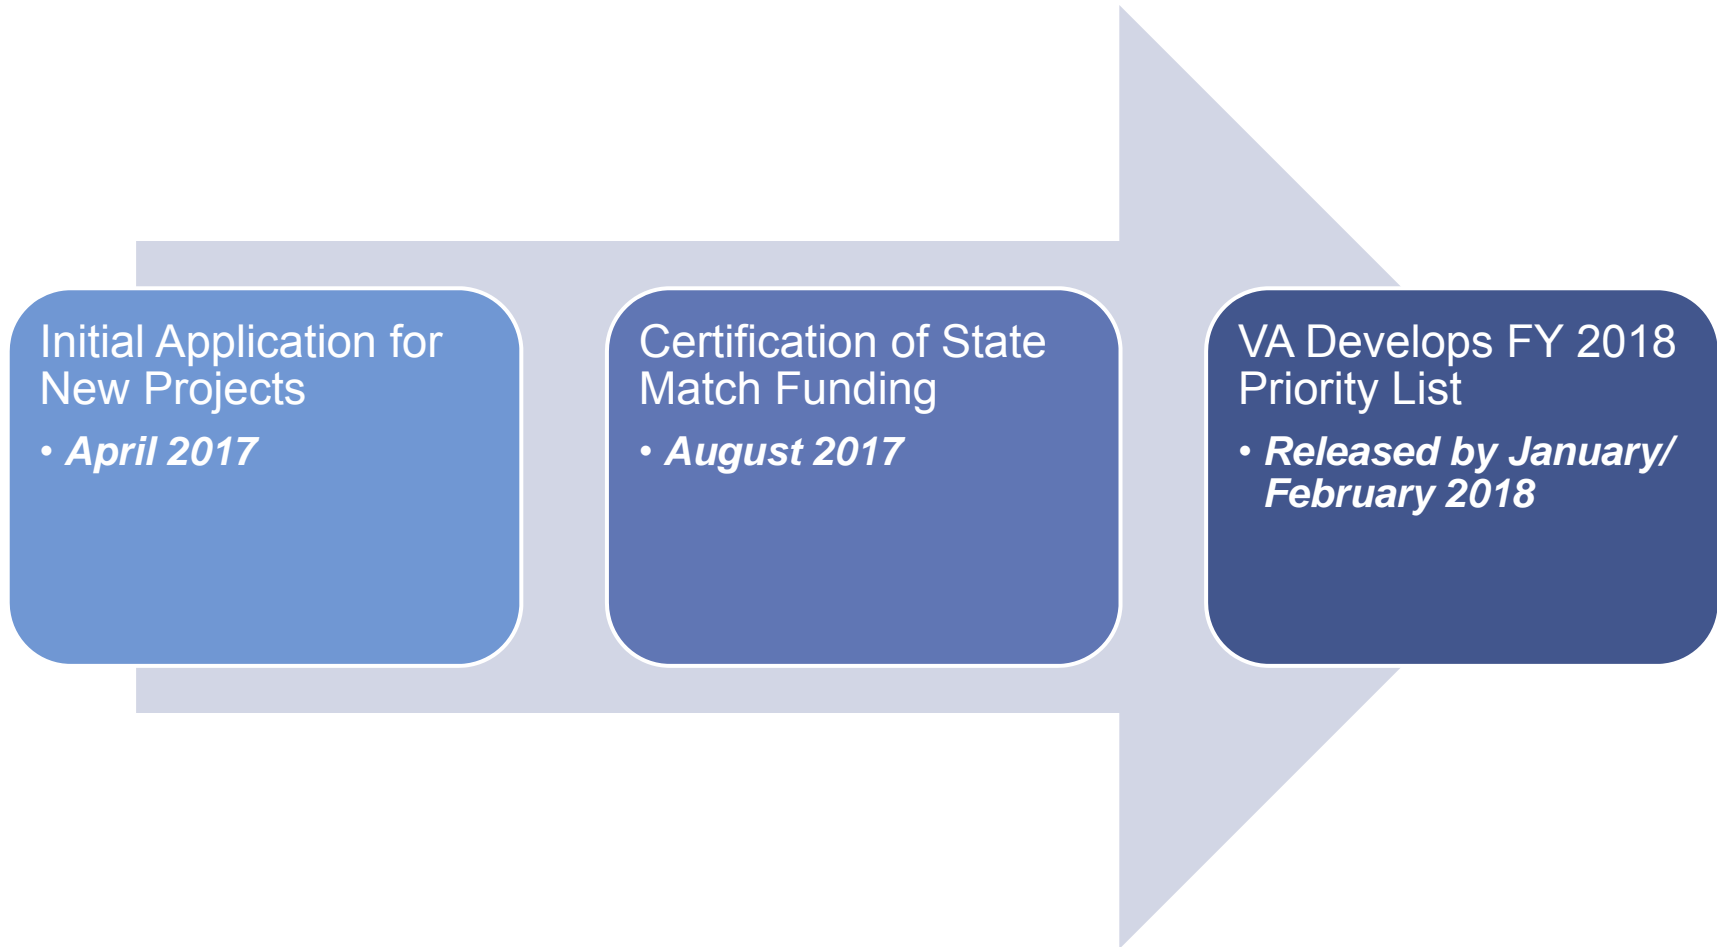 Initial Application for
New Projects
• April 2017
Certification of State
Match Funding
• August 2017
VA Develops FY 2018
Priority List
• Released by January/
February 2018